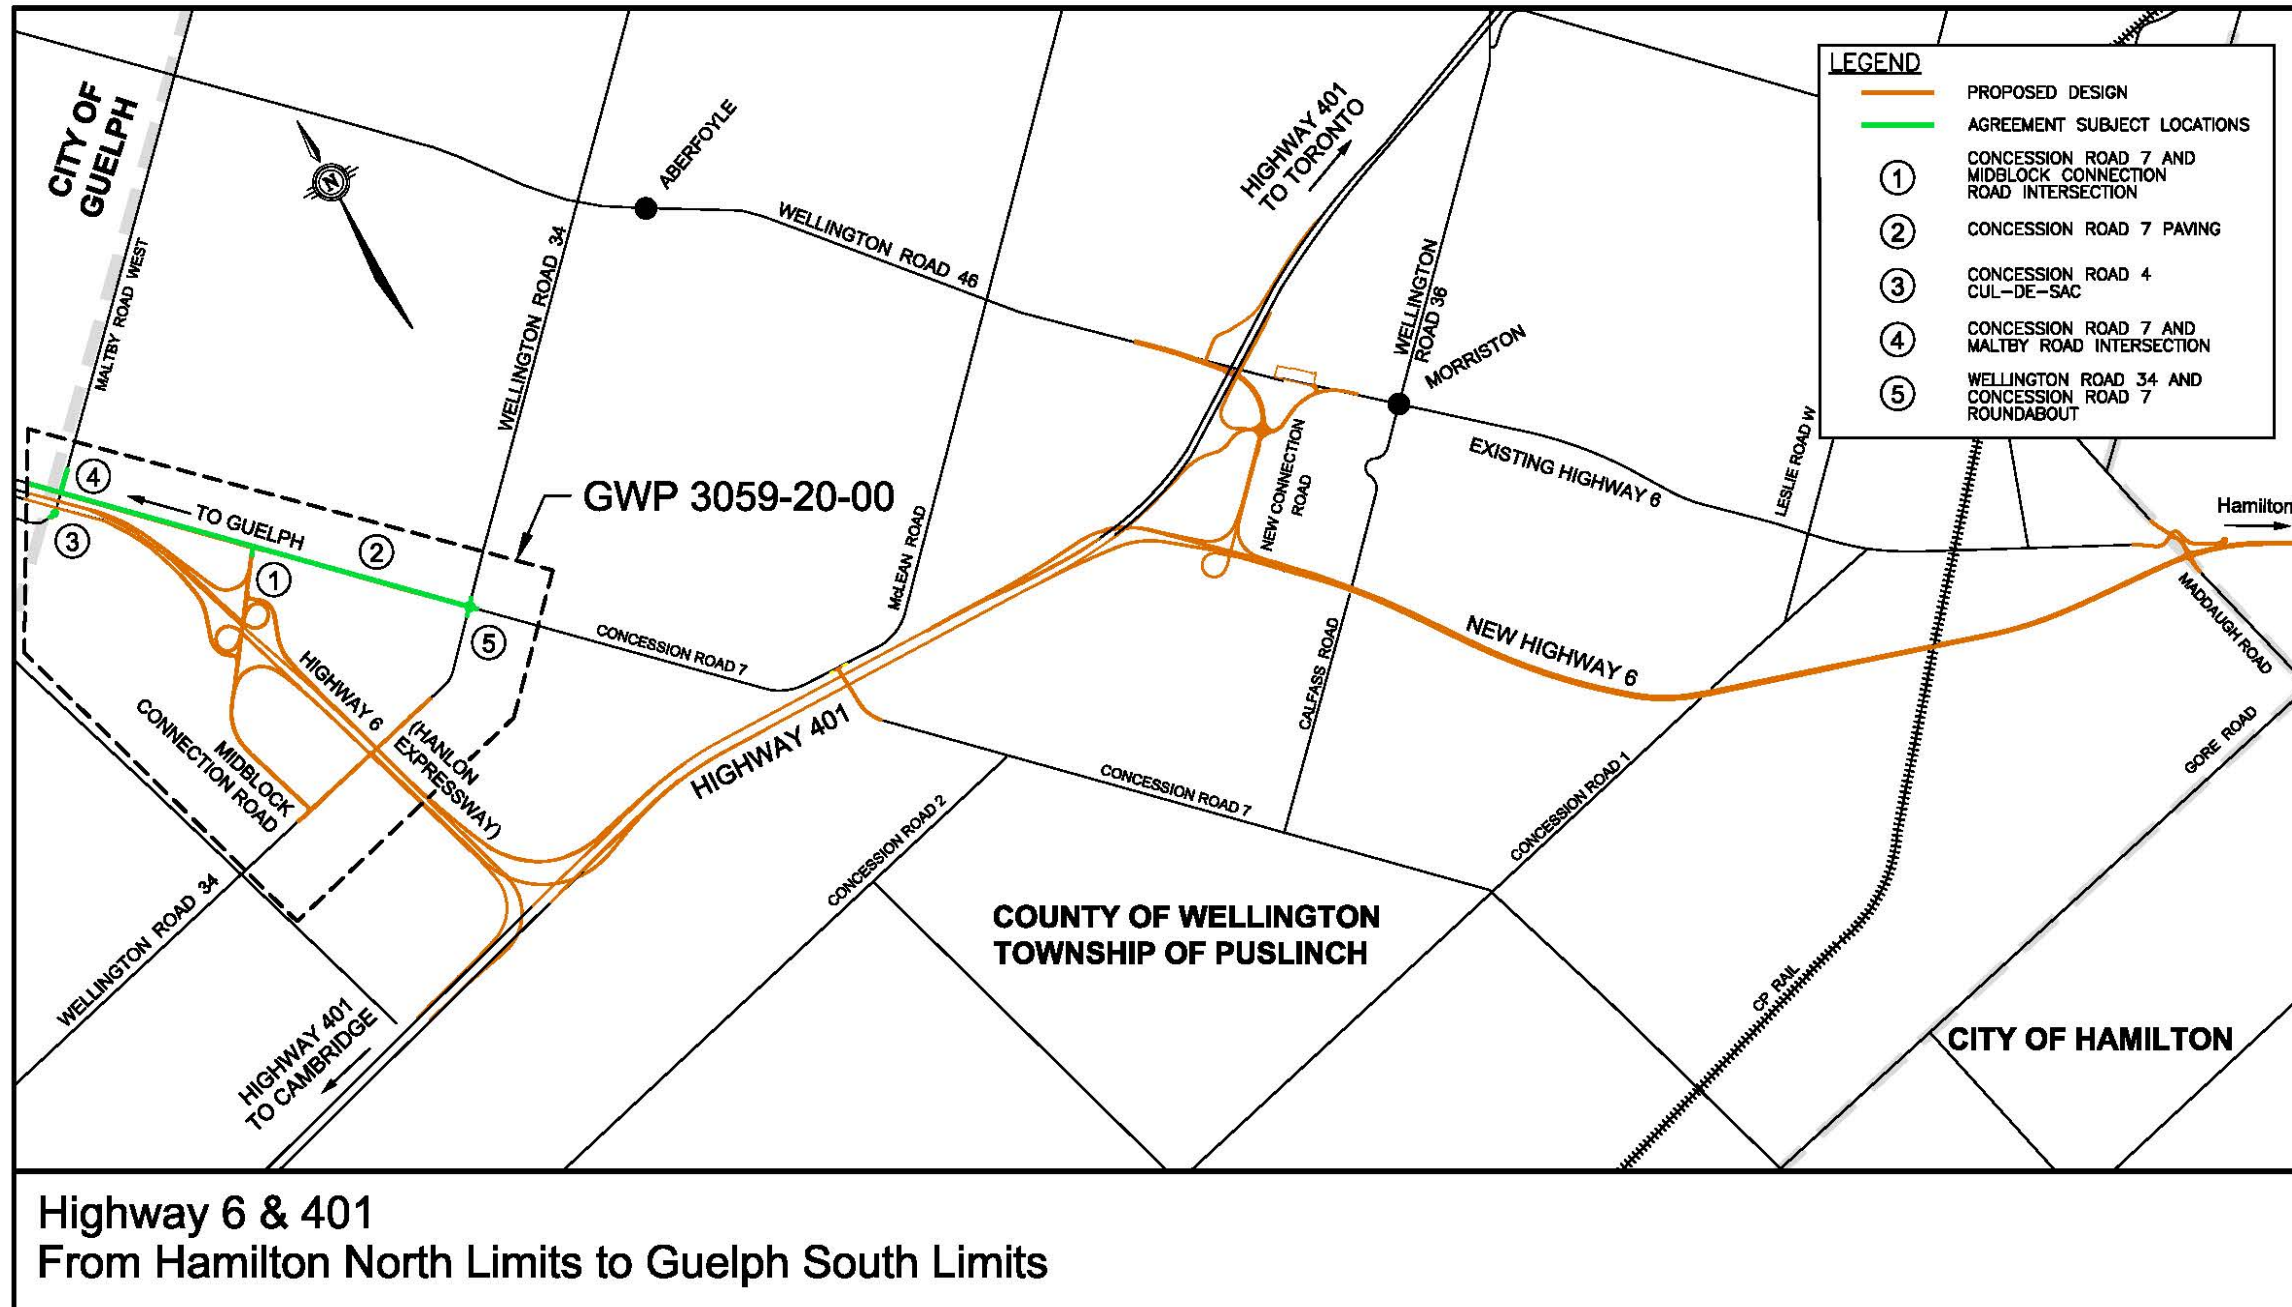 CITY OF
GUELPH
MALTBY ROAD WEST
N
ABERFOYLE
WELLINGTON ROAD 34
WELLINGTON ROAD 46
HIGHWAY 401
TO TORONTO
WELLINGTON
ROAD 36
MORRISTON
LEGEND
PROPOSED DESIGN
AGREEMENT SUBJECT LOCATIONS
1
CONCESSION ROAD 7 AND
MIDBLOCK CONNECTION
ROAD INTERSECTION
2
CONCESSION ROAD 7 PAVING
3
CONCESSION ROAD 4
CUL-DE-SAC
4
CONCESSION ROAD 7 AND
MALTBY ROAD INTERSECTION
5
WELLINGTON ROAD 34 AND
CONCESSION ROAD 7
ROUNDABOUT
4
TO GUELPH
3
2
1
5
GWP 3059-20-00
McLEAN ROAD
NEW CONNECTION
ROAD
EXISTING HIGHWAY 6
LESLIE ROAD W
Hamilton
MADDAUGH ROAD
CONCESSION ROAD 7
HIGHWAY 6
(HANLON
EXPRESSWAY)
MIDBLOCK
CONNECTION ROAD
HIGHWAY 401
CALFASS ROAD
NEW HIGHWAY 6
GORE ROAD
CONCESSION ROAD 2
CONCESSION ROAD 7
CONCESSION ROAD 1
WELLINGTON ROAD 34
COUNTY OF WELLINGTON
TOWNSHIP OF PUSLINCH
CP RAIL
CITY OF HAMILTON
HIGHWAY 401
TO CAMBRIDGE
Highway 6 & 401
From Hamilton North Limits to Guelph South Limits